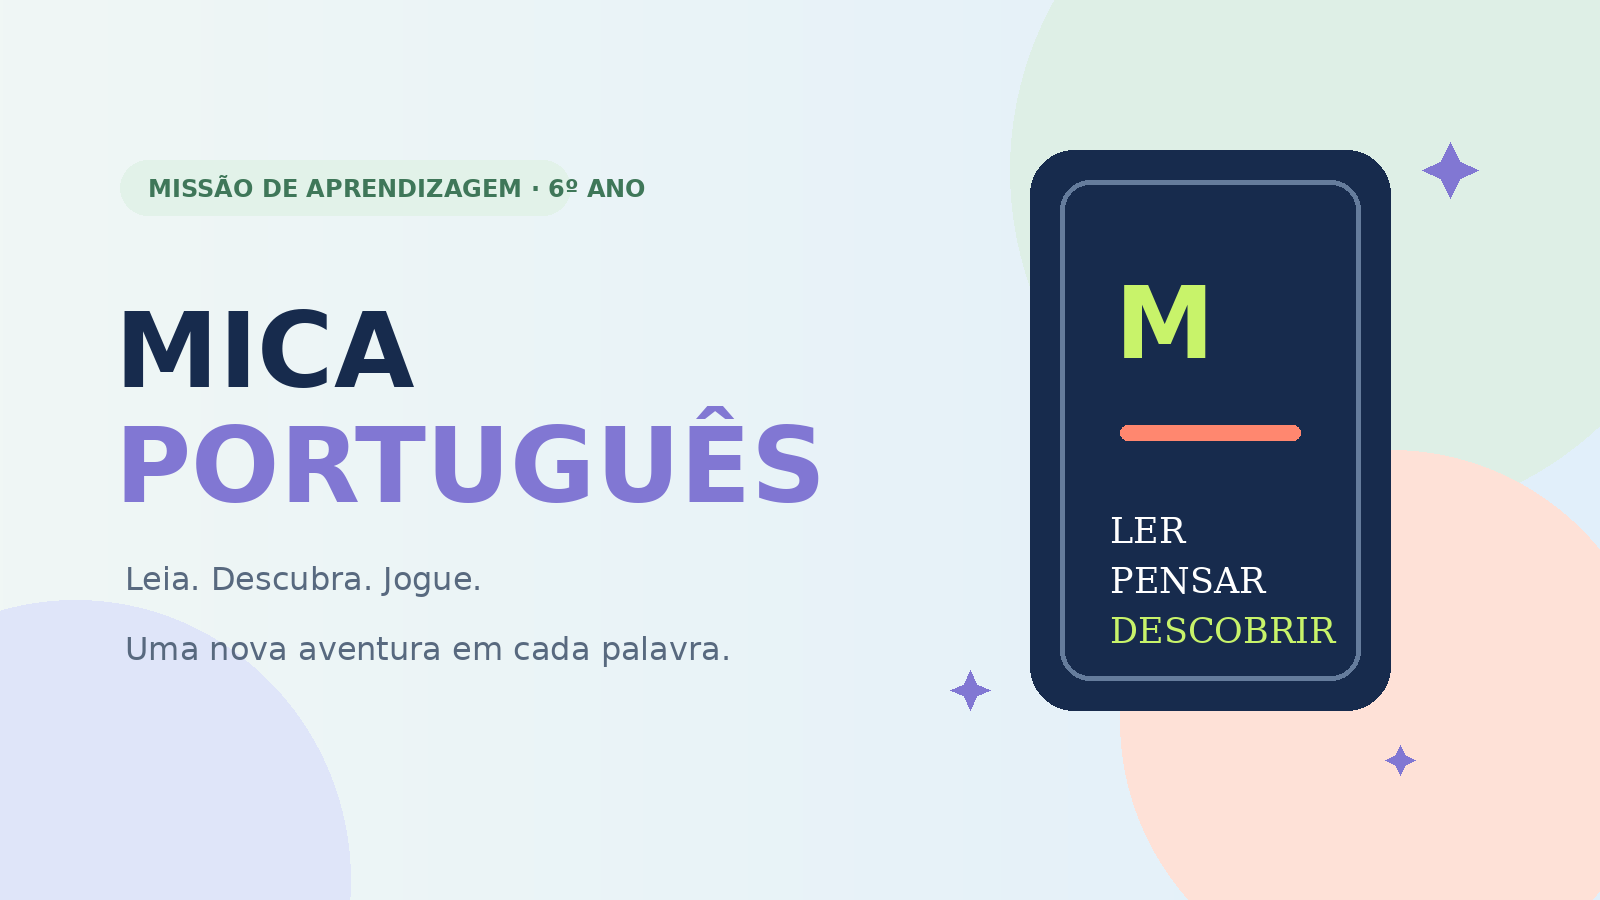 MISSÃO DE APRENDIZAGEM · 6º ANO
MICA
PORTUGUÊS
Leia. Descubra. Jogue.
Uma nova aventura em cada palavra.
M
LER
PENSAR
DESCOBRIR